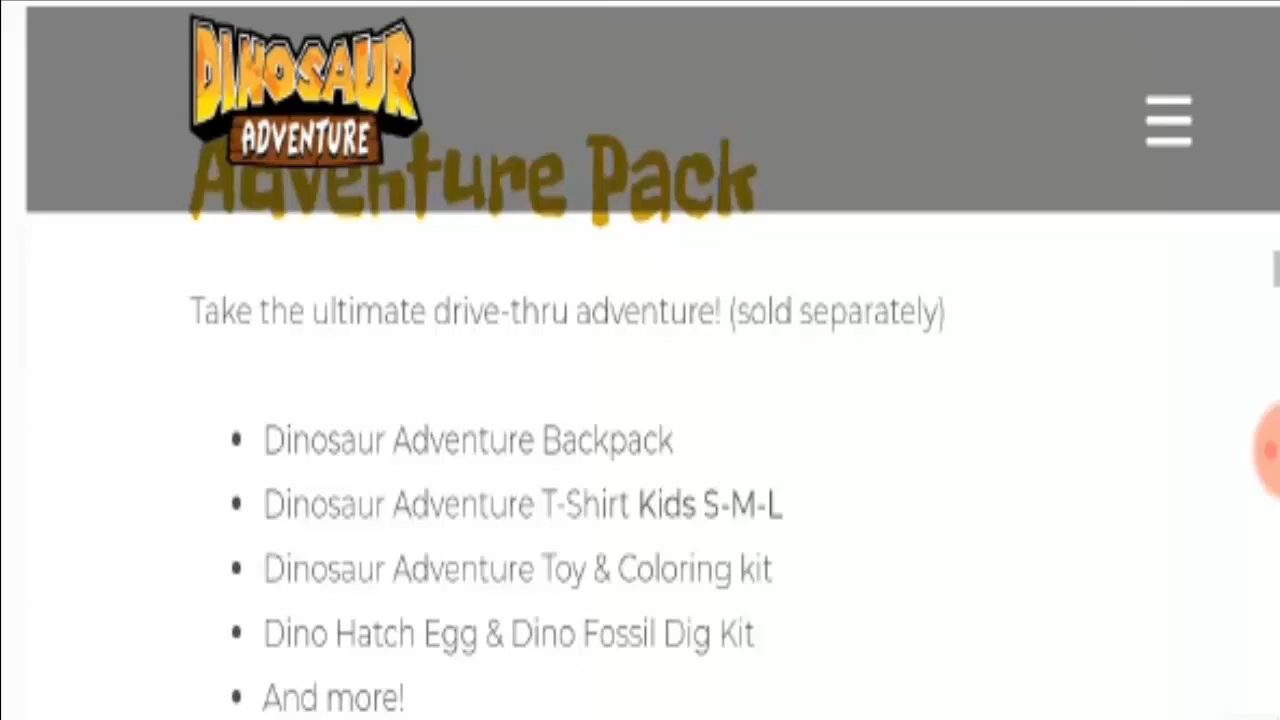 DINOSAUR
ADVENTURE
Adventure Pack
Take the ultimate drive-thru adventure! (sold separately)
• Dinosaur Adventure Backpack
• Dinosaur Adventure T-Shirt Kids S-M-L
• Dinosaur Adventure Toy & Coloring kit
• Dino Hatch Egg & Dino Fossil Dig Kit
• And more!